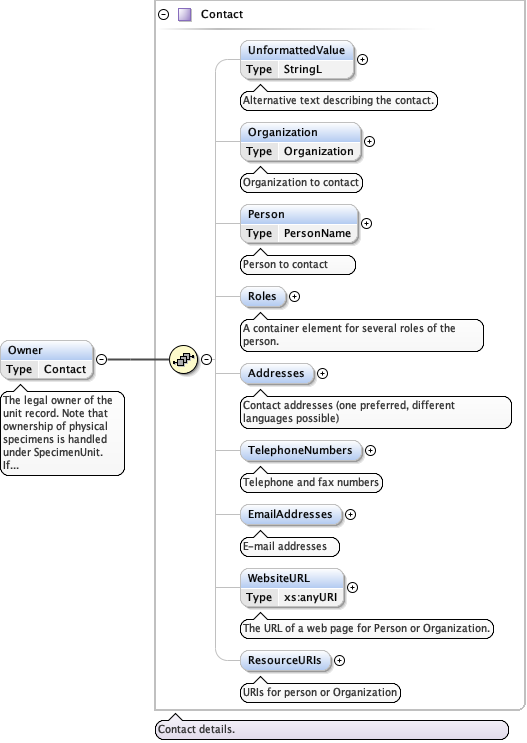 Contact
UnformattedValue
Type StringL
Alternative text describing the contact.
Organization
Type Organization
Organization to contact
Person
Type PersonName
Person to contact
Roles
A container element for several roles of the
person.
Owner
Type Contact
The legal owner of the
unit record. Note that
ownership of physical
specimens is handled
under SpecimenUnit.
If...
Addresses
Contact addresses (one preferred, different
languages possible)
TelephoneNumbers
Telephone and fax numbers
EmailAddresses
E-mail addresses
WebsiteURL
Type xs:anyURI
The URL of a web page for Person or Organization.
ResourceURIs
URIs for person or Organization
Contact details.